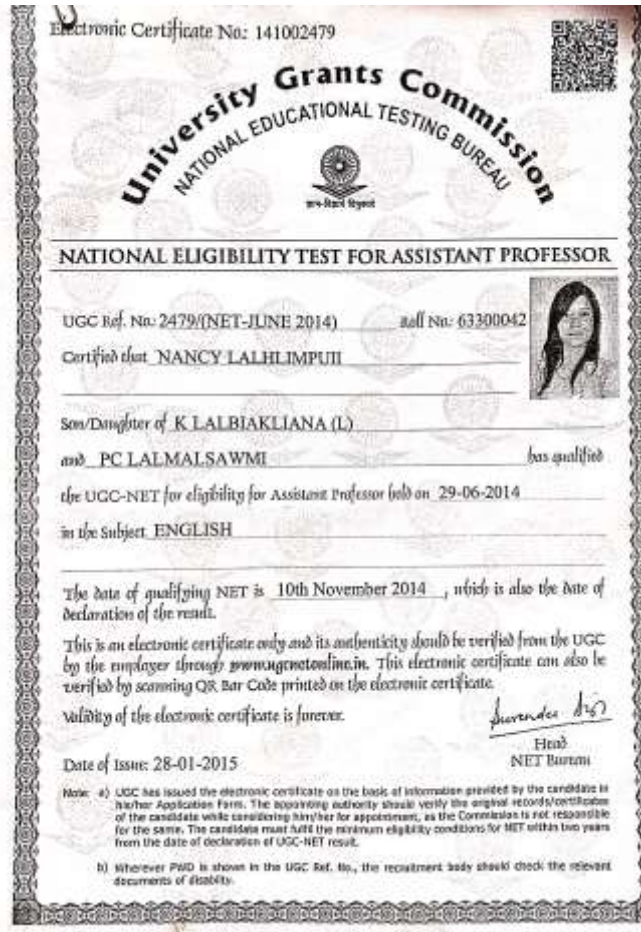 Electronic Certificate No.: 141002479
University Grants Commission
NATIONAL EDUCATIONAL TESTING BUREAU
ज्ञान-विज्ञानं विमुक्तये
NATIONAL ELIGIBILITY TEST FOR ASSISTANT PROFESSOR
UGC Ref. No.: 2479/(NET-JUNE 2014) Roll No.: 63300042
Certified that NANCY LALHLIMPUII
Son/Daughter of K LALBIAKLIANA (L)
and PC LALMALSAWMI has qualified
the UGC-NET for eligibility for Assistant Professor held on 29-06-2014
in the Subject ENGLISH
The date of qualifying NET is 10th November 2014 , which is also the date of
declaration of the result.
This is an electronic certificate only and its authenticity should be verified from the UGC
by the employer through www.ugcnetonline.in. This electronic certificate can also be
verified by scanning QR Bar Code printed on the electronic certificate.
Validity of the electronic certificate is forever.
Head
Date of Issue: 28-01-2015 NET Bureau
Note: a) UGC has issued the electronic certificate on the basis of information provided by the candidate in
his/her Application Form. The appointing authority should verify the original records/certificates
of the candidate while considering him/her for appointment, as the Commission is not responsible
for the same. The candidate must fulfil the minimum eligibility conditions for NET within two years
from the date of declaration of UGC-NET result.
b) Wherever PWD is shown in the UGC Ref. No., the recruitment body should check the relevant
documents of disability.